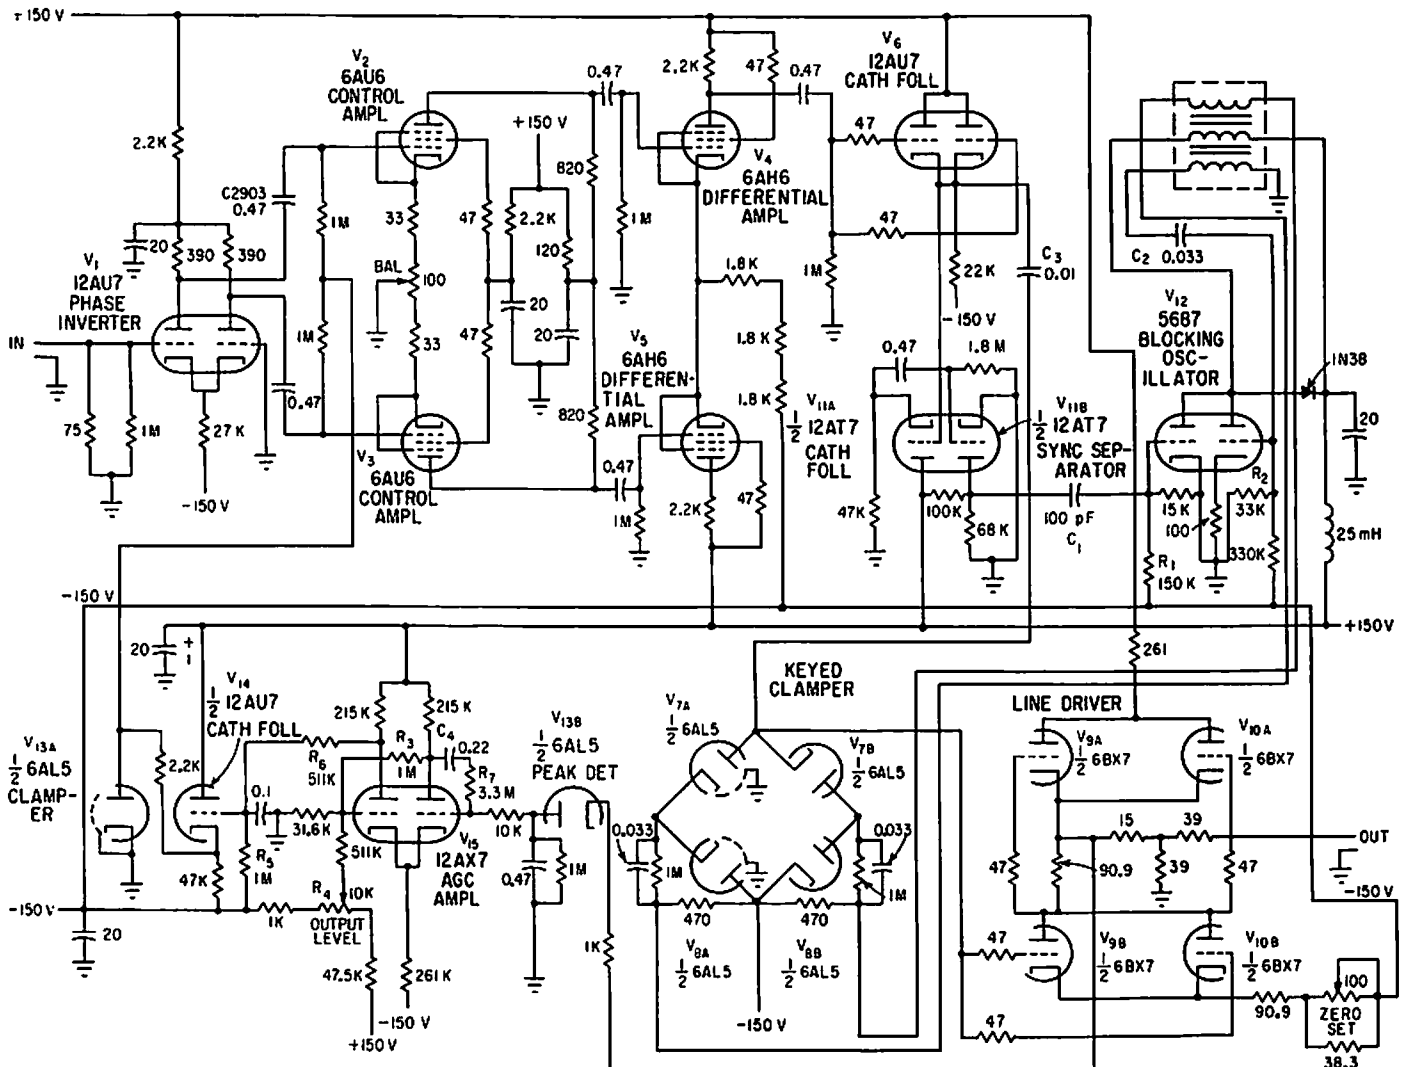 +150 V
V2
6AU6
CONTROL
AMPL
2.2K
C2903
0.47
1M
20
390
390
V1
12AU7
PHASE
INVERTER
IN
75
1M
27 K
-150 V
0.47
1M
33
BAL
100
33
47
47
+150 V
2.2K
120
20
20
820
820
0.47
1M
V3
6AU6
CONTROL
AMPL
0.47
1M
2.2K
47
0.47
V4
6AH6
DIFFERENTIAL
AMPL
1.8K
1.8 K
1.8 K
V5
6AH6
DIFFEREN-
TIAL
AMPL
2.2K
47
V6
12AU7
CATH FOLL
47
47
1M
22K
-150 V
C3
0.01
0.47
1.8 M
V11A
1/2 12AT7
CATH
FOLL
V11B
1/2 12AT7
SYNC SEP-
ARATOR
47K
100K
68K
100 pF
C1
C2 0.033
V12
5687
BLOCKING
OSC-
ILLATOR
1N38
20
15K
100
R2
33K
R1
150K
330K
25mH
-150 V
+150V
261
20
+
V14
1/2 12AU7
CATH FOLL
V13A
1/2 6AL5
CLAMP-
ER
2.2K
47K
0.1
R5
1M
R6
511K
31.6K
215K
R3
1M
215K
C4
0.22
R7
3.3M
511K
V15
12AX7
AGC
AMPL
10K
V13B
1/2 6AL5
PEAK DET
0.47
1M
-150V
20
1K
R4
10K
OUTPUT
LEVEL
47.5K
+150V
261K
-150 V
1K
KEYED
CLAMPER
V7A
1/2 6AL5
V7B
1/2 6AL5
0.033
1M
0.033
1M
470
470
V8A
1/2 6AL5
V8B
1/2 6AL5
-150V
LINE DRIVER
V9A
1/2 6BX7
V10A
1/2 6BX7
15
39
39
OUT
47
90.9
47
-150 V
47
V9B
1/2 6BX7
V10B
1/2 6BX7
47
90.9
100
ZERO
SET
38.3